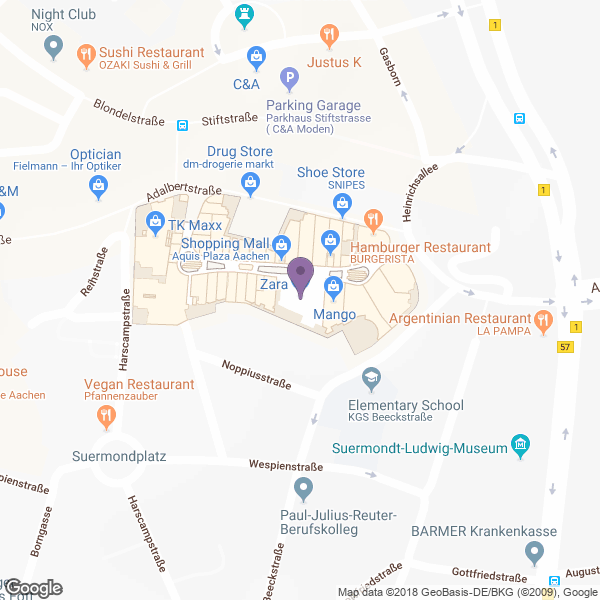 Night Club
NOX
Sushi Restaurant
OZAKI Sushi & Grill
Justus K
1
Gasborn
C&A
Parking Garage
Parkhaus Stiftstrasse
( C&A Moden)
Blondelstraße
Stiftstraße
Optician
Fielmann – Ihr Optiker
Drug Store
dm-drogerie markt
Shoe Store
SNIPES
Heinrichsallee
Adalbertstraße
1
&M
TK Maxx
Shopping Mall
Aquis Plaza Aachen
Hamburger Restaurant
BURGERISTA
straße
Reihstraße
Zara
Mango
A
Argentinian Restaurant
LA PAMPA
1
57
Harscampstraße
Noppiusstraße
ouse
e Aachen
Vegan Restaurant
Pfannenzauber
Elementary School
KGS Beeckstraße
Suermondt-Ludwig-Museum
Suermondplatz
Wespienstraße
pienstraße
Borngasse
Harscampstraße
Paul-Julius-Reuter-
Berufskolleg
BARMER Krankenkasse
Beeckstraße
Gottfriedstraße
August
1
Google
Map data ©2018 GeoBasis-DE/BKG (©2009), Google